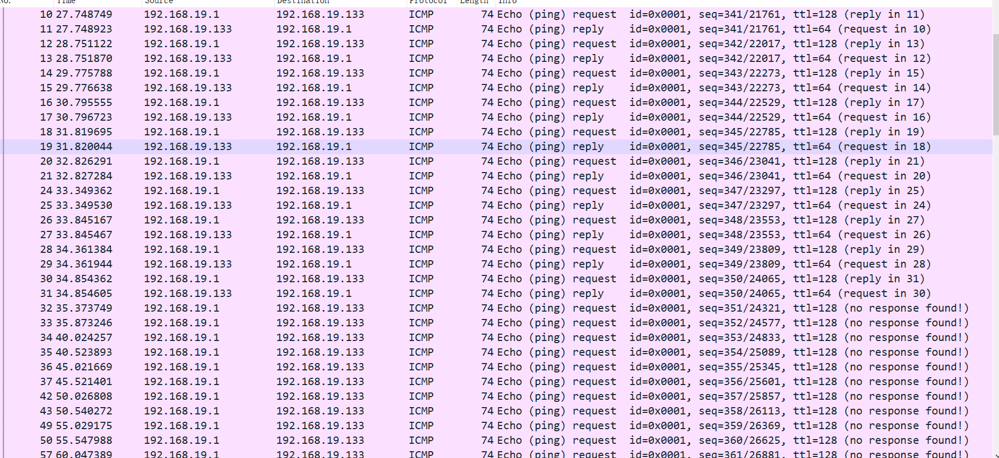 No. Time Source Destination Protocol Length Info
10 27.748749 192.168.19.1 192.168.19.133 ICMP 74 Echo (ping) request id=0x0001, seq=341/21761, ttl=128 (reply in 11)
11 27.748923 192.168.19.133 192.168.19.1 ICMP 74 Echo (ping) reply id=0x0001, seq=341/21761, ttl=64 (request in 10)
12 28.751122 192.168.19.1 192.168.19.133 ICMP 74 Echo (ping) request id=0x0001, seq=342/22017, ttl=128 (reply in 13)
13 28.751870 192.168.19.133 192.168.19.1 ICMP 74 Echo (ping) reply id=0x0001, seq=342/22017, ttl=64 (request in 12)
14 29.775788 192.168.19.1 192.168.19.133 ICMP 74 Echo (ping) request id=0x0001, seq=343/22273, ttl=128 (reply in 15)
15 29.776638 192.168.19.133 192.168.19.1 ICMP 74 Echo (ping) reply id=0x0001, seq=343/22273, ttl=64 (request in 14)
16 30.795555 192.168.19.1 192.168.19.133 ICMP 74 Echo (ping) request id=0x0001, seq=344/22529, ttl=128 (reply in 17)
17 30.796723 192.168.19.133 192.168.19.1 ICMP 74 Echo (ping) reply id=0x0001, seq=344/22529, ttl=64 (request in 16)
18 31.819695 192.168.19.1 192.168.19.133 ICMP 74 Echo (ping) request id=0x0001, seq=345/22785, ttl=128 (reply in 19)
19 31.820044 192.168.19.133 192.168.19.1 ICMP 74 Echo (ping) reply id=0x0001, seq=345/22785, ttl=64 (request in 18)
20 32.826291 192.168.19.1 192.168.19.133 ICMP 74 Echo (ping) request id=0x0001, seq=346/23041, ttl=128 (reply in 21)
21 32.827284 192.168.19.133 192.168.19.1 ICMP 74 Echo (ping) reply id=0x0001, seq=346/23041, ttl=64 (request in 20)
24 33.349362 192.168.19.1 192.168.19.133 ICMP 74 Echo (ping) request id=0x0001, seq=347/23297, ttl=128 (reply in 25)
25 33.349530 192.168.19.133 192.168.19.1 ICMP 74 Echo (ping) reply id=0x0001, seq=347/23297, ttl=64 (request in 24)
26 33.845167 192.168.19.1 192.168.19.133 ICMP 74 Echo (ping) request id=0x0001, seq=348/23553, ttl=128 (reply in 27)
27 33.845467 192.168.19.133 192.168.19.1 ICMP 74 Echo (ping) reply id=0x0001, seq=348/23553, ttl=64 (request in 26)
28 34.361384 192.168.19.1 192.168.19.133 ICMP 74 Echo (ping) request id=0x0001, seq=349/23809, ttl=128 (reply in 29)
29 34.361944 192.168.19.133 192.168.19.1 ICMP 74 Echo (ping) reply id=0x0001, seq=349/23809, ttl=64 (request in 28)
30 34.854362 192.168.19.1 192.168.19.133 ICMP 74 Echo (ping) request id=0x0001, seq=350/24065, ttl=128 (reply in 31)
31 34.854605 192.168.19.133 192.168.19.1 ICMP 74 Echo (ping) reply id=0x0001, seq=350/24065, ttl=64 (request in 30)
32 35.373749 192.168.19.1 192.168.19.133 ICMP 74 Echo (ping) request id=0x0001, seq=351/24321, ttl=128 (no response found!)
33 35.873246 192.168.19.1 192.168.19.133 ICMP 74 Echo (ping) request id=0x0001, seq=352/24577, ttl=128 (no response found!)
34 40.024257 192.168.19.1 192.168.19.133 ICMP 74 Echo (ping) request id=0x0001, seq=353/24833, ttl=128 (no response found!)
35 40.523893 192.168.19.1 192.168.19.133 ICMP 74 Echo (ping) request id=0x0001, seq=354/25089, ttl=128 (no response found!)
36 45.021669 192.168.19.1 192.168.19.133 ICMP 74 Echo (ping) request id=0x0001, seq=355/25345, ttl=128 (no response found!)
37 45.521401 192.168.19.1 192.168.19.133 ICMP 74 Echo (ping) request id=0x0001, seq=356/25601, ttl=128 (no response found!)
42 50.026808 192.168.19.1 192.168.19.133 ICMP 74 Echo (ping) request id=0x0001, seq=357/25857, ttl=128 (no response found!)
43 50.540272 192.168.19.1 192.168.19.133 ICMP 74 Echo (ping) request id=0x0001, seq=358/26113, ttl=128 (no response found!)
49 55.029175 192.168.19.1 192.168.19.133 ICMP 74 Echo (ping) request id=0x0001, seq=359/26369, ttl=128 (no response found!)
50 55.547988 192.168.19.1 192.168.19.133 ICMP 74 Echo (ping) request id=0x0001, seq=360/26625, ttl=128 (no response found!)
57 60.047389 192.168.19.1 192.168.19.133 ICMP 74 Echo (ping) request id=0x0001, seq=361/26881, ttl=128 (no response found!)